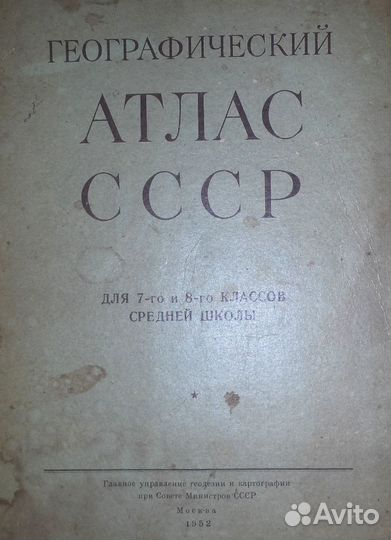 ГЕОГРАФИЧЕСКИЙ
АТЛАС
СССР
ДЛЯ 7-го и 8-го КЛАССОВ
СРЕДНЕЙ ШКОЛЫ
Главное управление геодезии и картографии
при Совете Министров СССР
Москва
1952
Avito